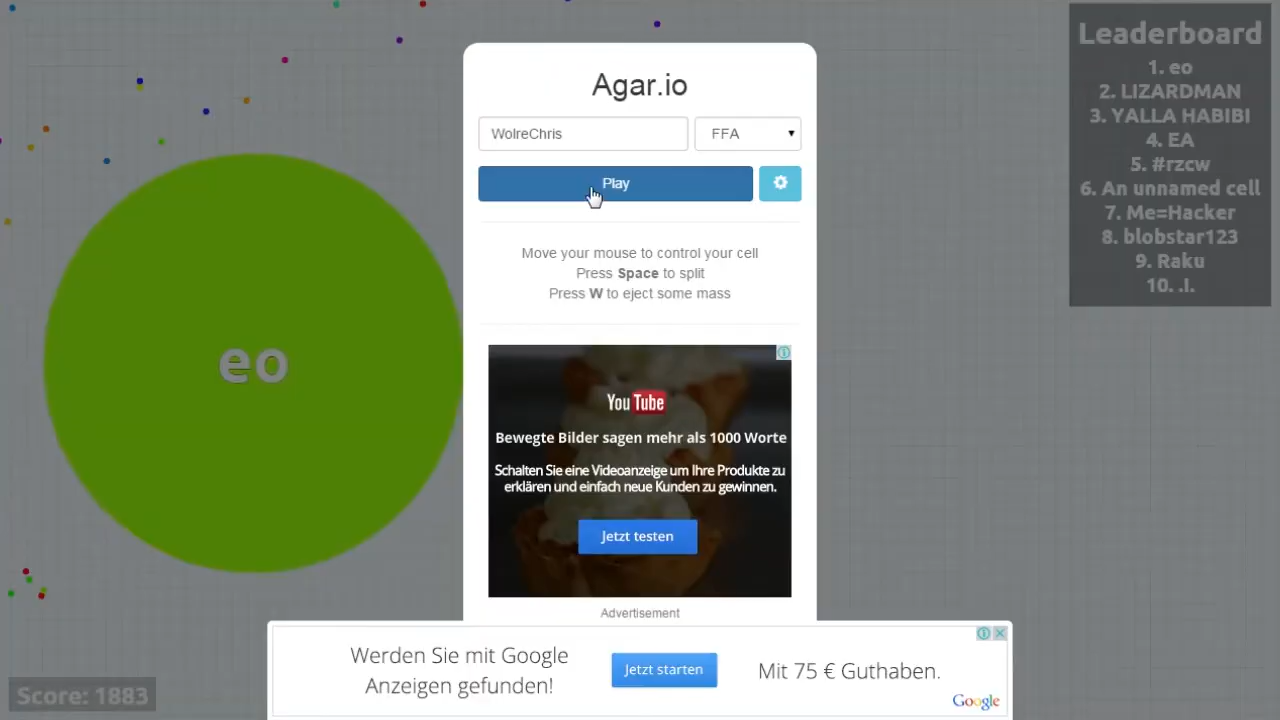 Agar.io
WolreChris
FFA
Play
Move your mouse to control your cell
Press Space to split
Press W to eject some mass
YouTube
Bewegte Bilder sagen mehr als 1000 Worte
Schalten Sie eine Videoanzeige um Ihre Produkte zu
erklären und einfach neue Kunden zu gewinnen.
Jetzt testen
Advertisement
Werden Sie mit Google
Anzeigen gefunden!
Jetzt starten
Mit 75 € Guthaben.
Google
eo
Score: 1883
Leaderboard
1. eo
2. LIZARDMAN
3. YALLA HABIBI
4. EA
5. #rzcw
6. An unnamed cell
7. Me=Hacker
8. blobstar123
9. Raku
10. .I.